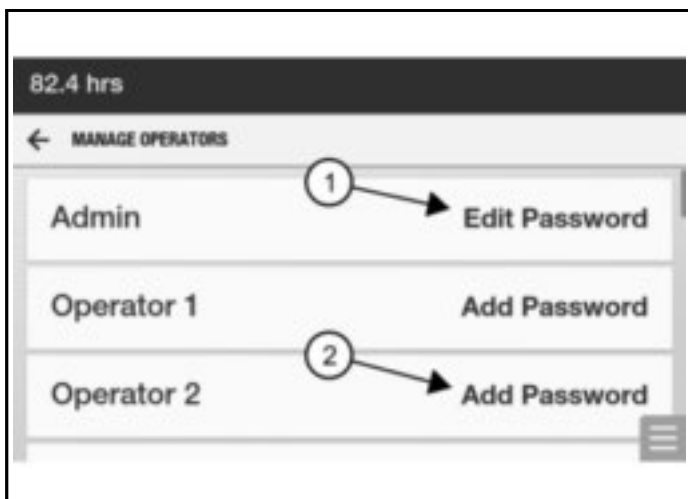 82.4 hrs
← MANAGE OPERATORS
1
Admin Edit Password
Operator 1 Add Password
2
Operator 2 Add Password